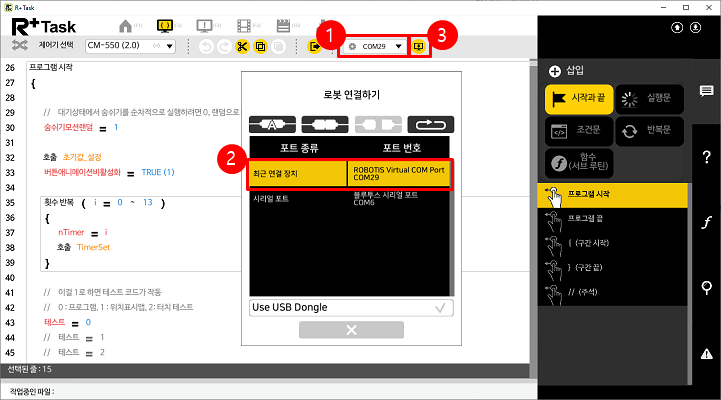 R+ Task
R+Task
제어기 선택
CM-550 (2.0)
COM29
1
3
26 프로그램 시작
27 {
28
29 // 대기상태에서 숨쉬기를 순차적으로 실행하려면 0, 랜덤으로
30 숨쉬기모션랜덤 = 1
31
32 호출 초기값_설정
33 버튼애니메이션비활성화 = TRUE (1)
34
35 횟수 반복 ( i = 0 ~ 13 )
36 {
37 nTimer = i
38 호출 TimerSet
39 }
40
41 // 이걸 1로 하면 테스트 코드가 작동
42 // 0 : 프로그램, 1 : 위치표시맵, 2: 터치 테스트
43 테스트 = 0
44 // 테스트 = 1
45 // 테스트 = 2
선택된 줄 : 15
작업중인 파일 :
로봇 연결하기
A
포트 종류 포트 번호
2
최근 연결 장치 ROBOTIS Virtual COM Port
COM29
시리얼 포트 블루투스 시리얼 포트
COM6
Use USB Dongle
삽입
시작과 끝
실행문
조건문
반복문
함수
(서브 루틴)
프로그램 시작
프로그램 끝
{ (구간 시작)
} (구간 끝)
// (주석)
?
f